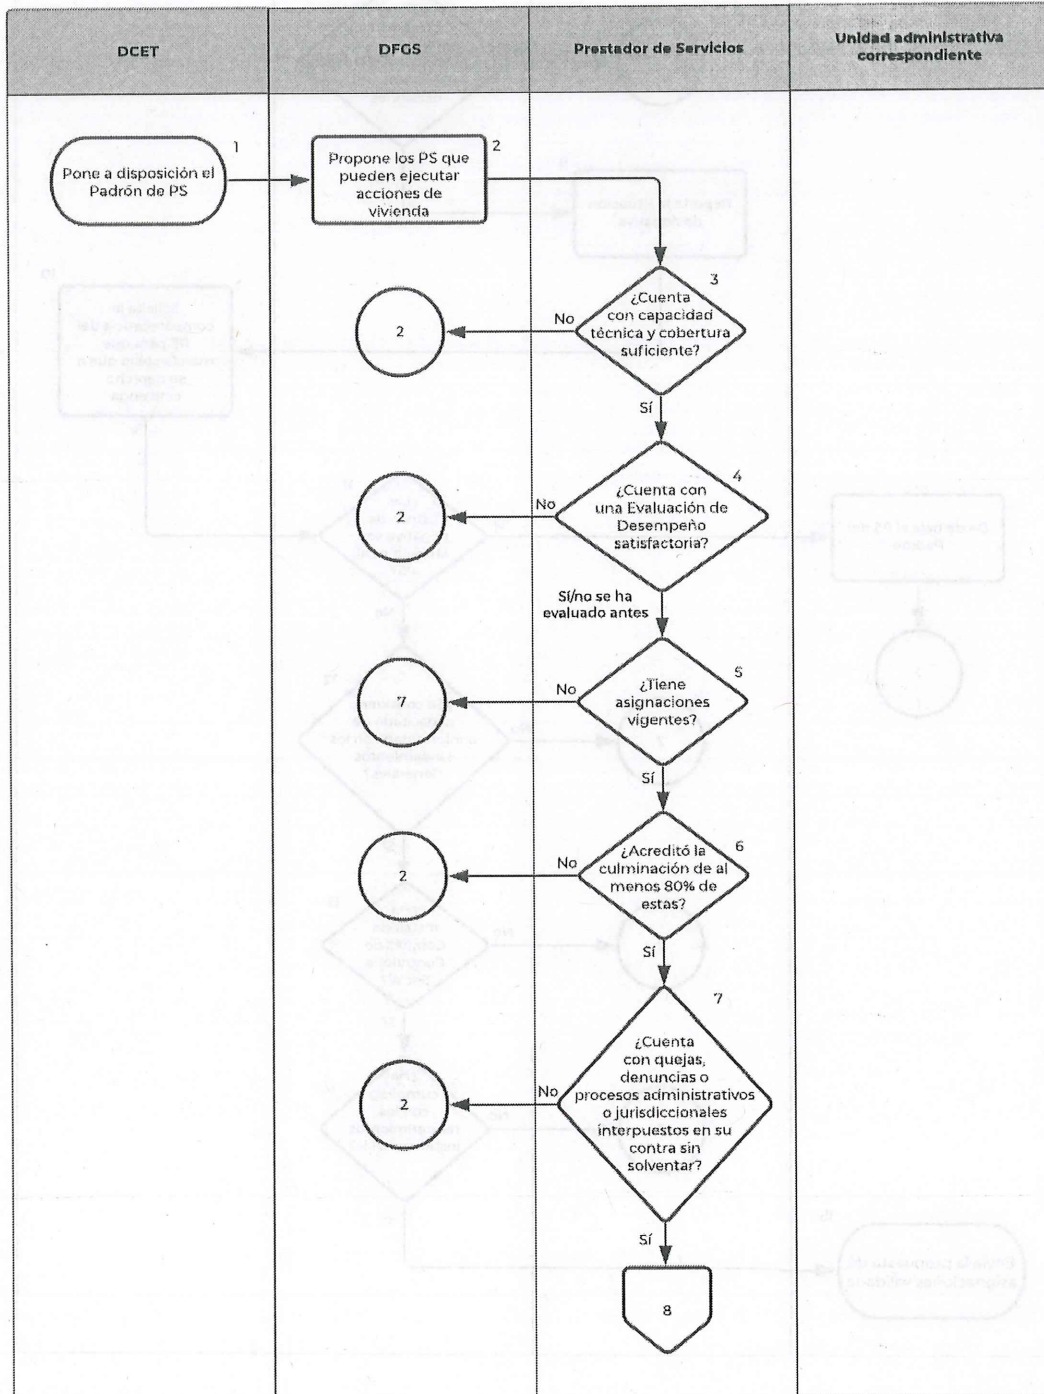 DCET
DFGS
Prestador de Servicios
Unidad administrativa
correspondiente
1
Pone a disposición el
Padrón de PS
2
Propone los PS que
pueden ejecutar
acciones de
vivienda
3
¿Cuenta
con capacidad
técnica y cobertura
suficiente?
No
2
Sí
4
¿Cuenta con
una Evaluación de
Desempeño
satisfactoria?
No
2
Sí/no se ha
evaluado antes
5
¿Tiene
asignaciones
vigentes?
No
7
Sí
6
¿Acreditó la
culminación de al
menos 80% de
estas?
No
2
Sí
7
¿Cuenta
con quejas,
denuncias o
procesos administrativos
o jurisdiccionales
interpuestos en su
contra sin
solventar?
No
2
Sí
8